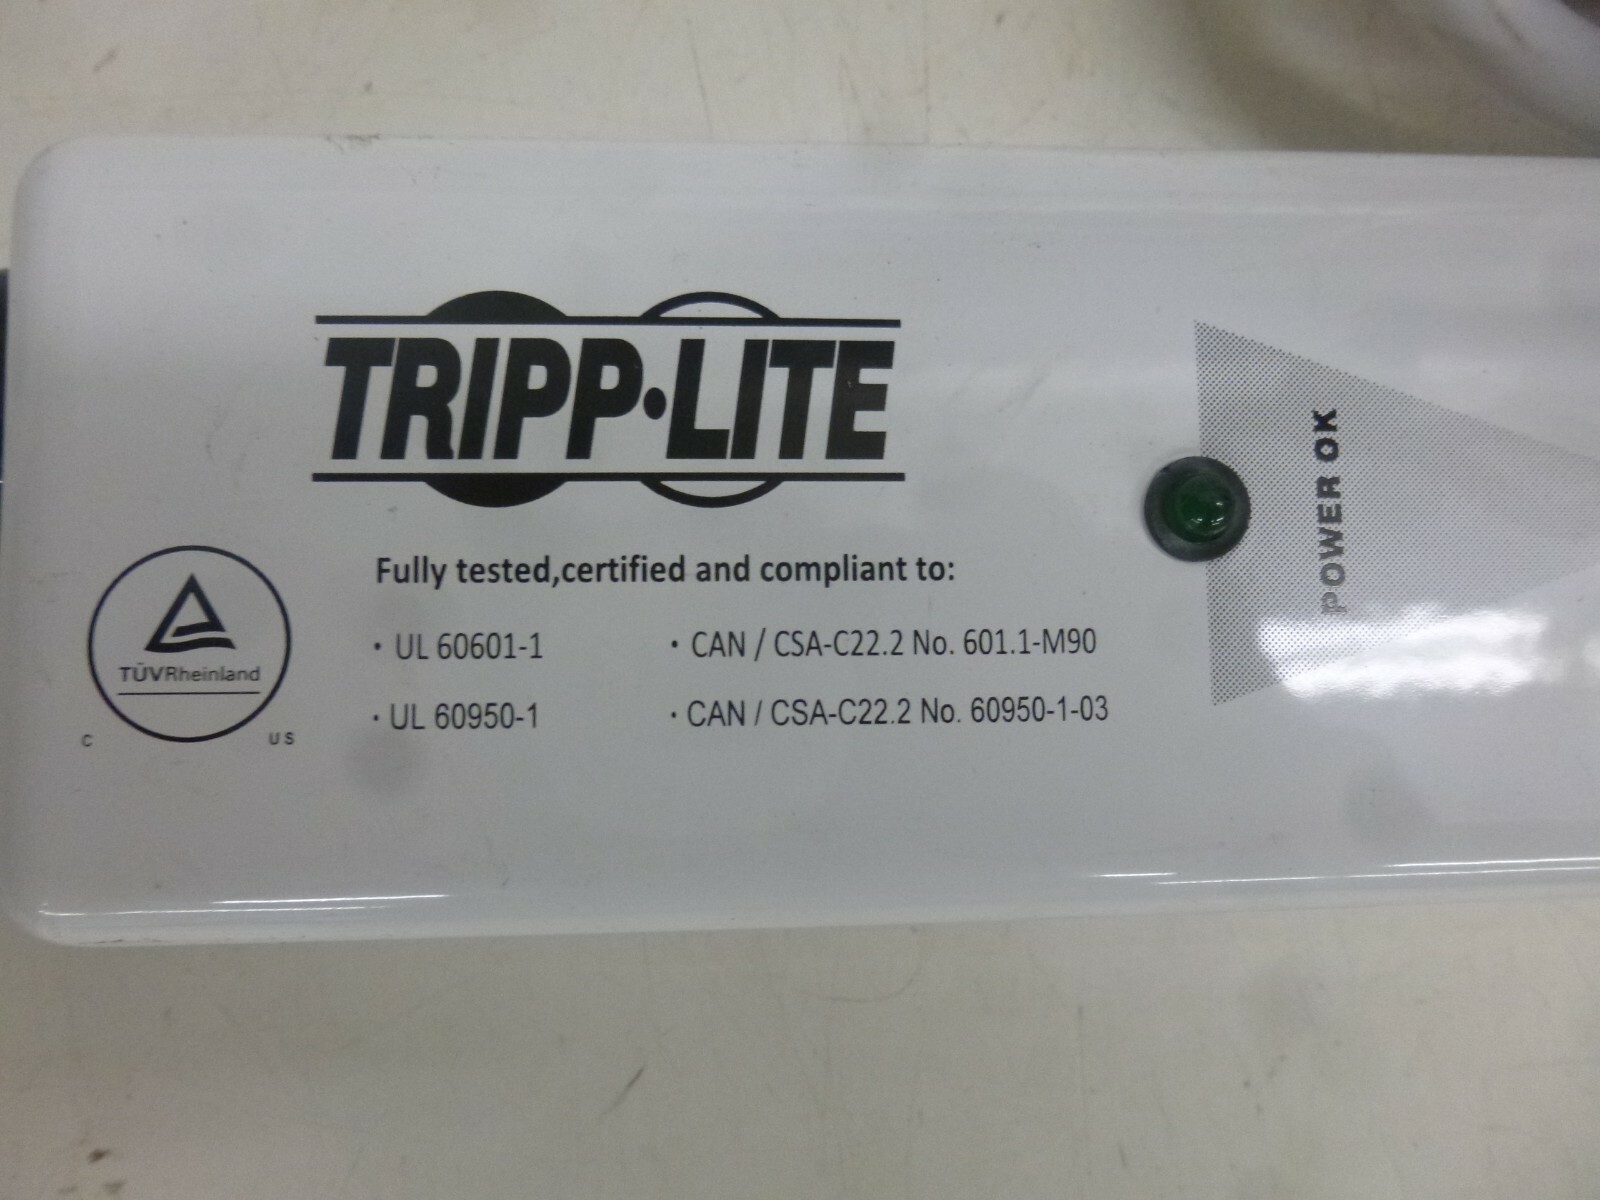 TRIPP·LITE
Fully tested,certified and compliant to:
· UL 60601-1
· CAN / CSA-C22.2 No. 601.1-M90
· UL 60950-1
· CAN / CSA-C22.2 No. 60950-1-03
TÜVRheinland
C US
POWER OK